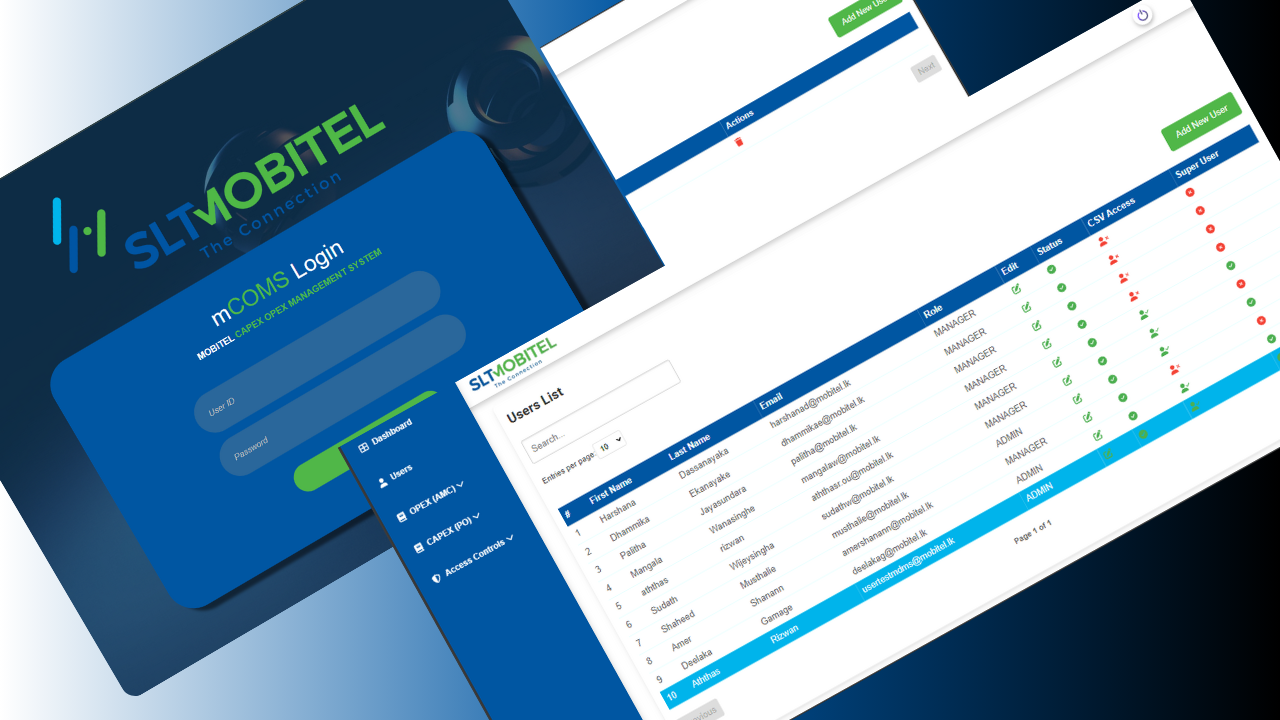 SLTMOBITEL
The Connection
mCOMS Login
MOBITEL CAPEX OPEX MANAGEMENT SYSTEM
User ID
Password
Add New User
Actions
Next
SLTMOBITEL
The Connection
Dashboard
Users
OPEX (AMC)
CAPEX (PO)
Access Controls
Users List
Add New User
Search...
Entries per page: 10
# First Name Last Name Email Role Edit Status CSV Access Super User
1 Harshana Dassanayaka harshanad@mobitel.lk MANAGER
2 Dhammika Ekanayake dhammikae@mobitel.lk MANAGER
3 Palitha Jayasundara palitha@mobitel.lk MANAGER
4 Mangala Wanasinghe mangalaw@mobitel.lk MANAGER
5 aththas rizwan aththasr.ou@mobitel.lk MANAGER
6 Sudath Wijeysingha sudathw@mobitel.lk MANAGER
7 Shaheed Musthalie musthalie@mobitel.lk ADMIN
8 Amer Shanann amershanann@mobitel.lk MANAGER
9 Deelaka Gamage deelakag@mobitel.lk ADMIN
10 Aththas Rizwan usertestmdms@mobitel.lk ADMIN
Page 1 of 1